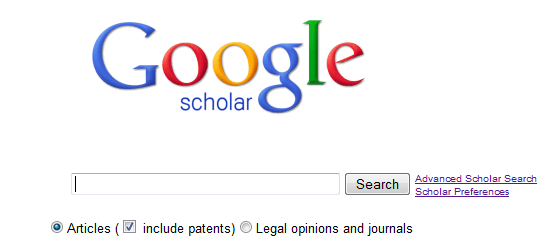 Google
scholar
Search
Advanced Scholar Search
Scholar Preferences
Articles ( include patents) Legal opinions and journals